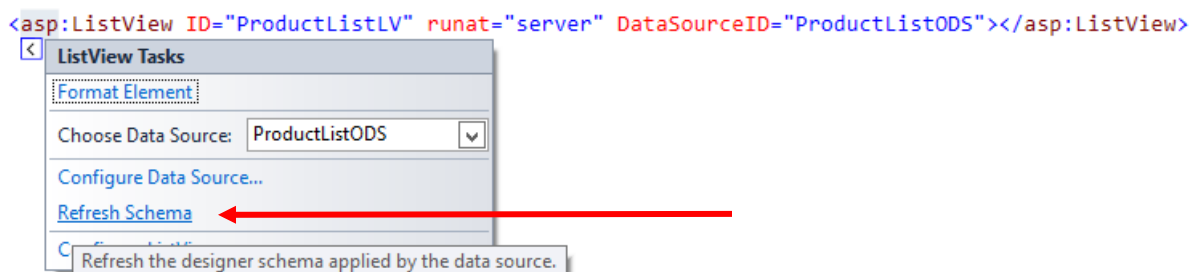 <asp:ListView ID="ProductListLV" runat="server" DataSourceID="ProductListODS"></asp:ListView>
ListView Tasks
Format Element
Choose Data Source: ProductListODS
Configure Data Source...
Refresh Schema
Refresh the designer schema applied by the data source.